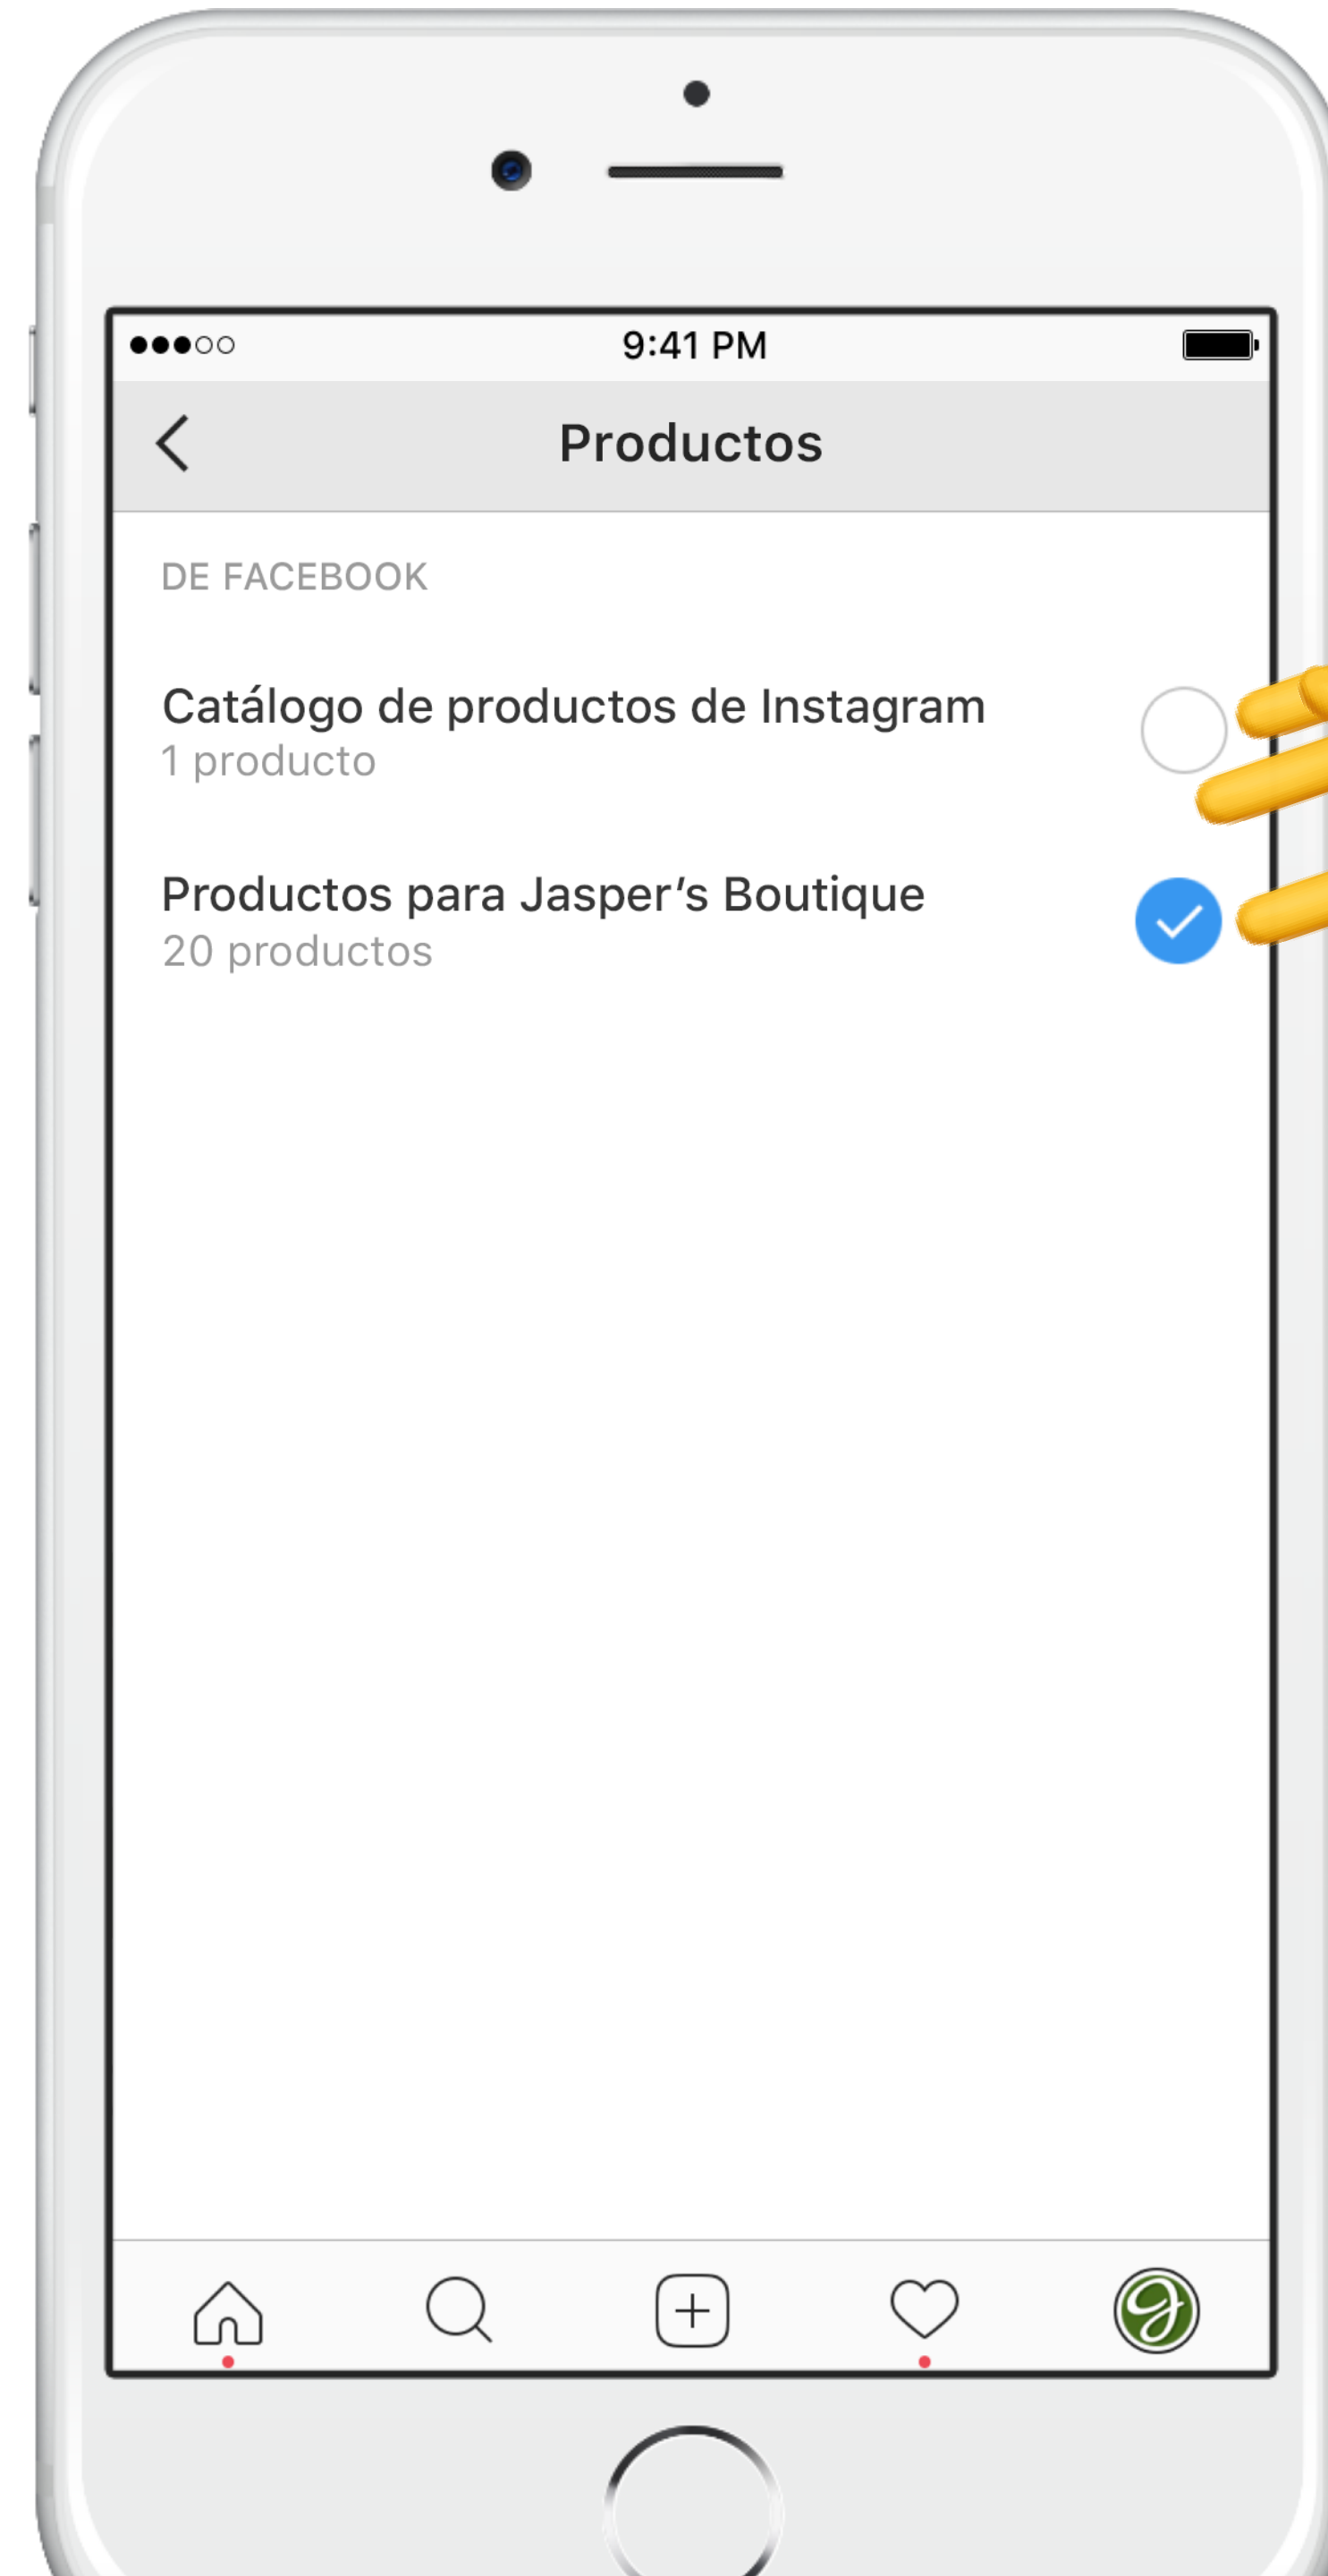 9:41 PM
Productos
DE FACEBOOK
Catálogo de productos de Instagram
1 producto
Productos para Jasper’s Boutique
20 productos